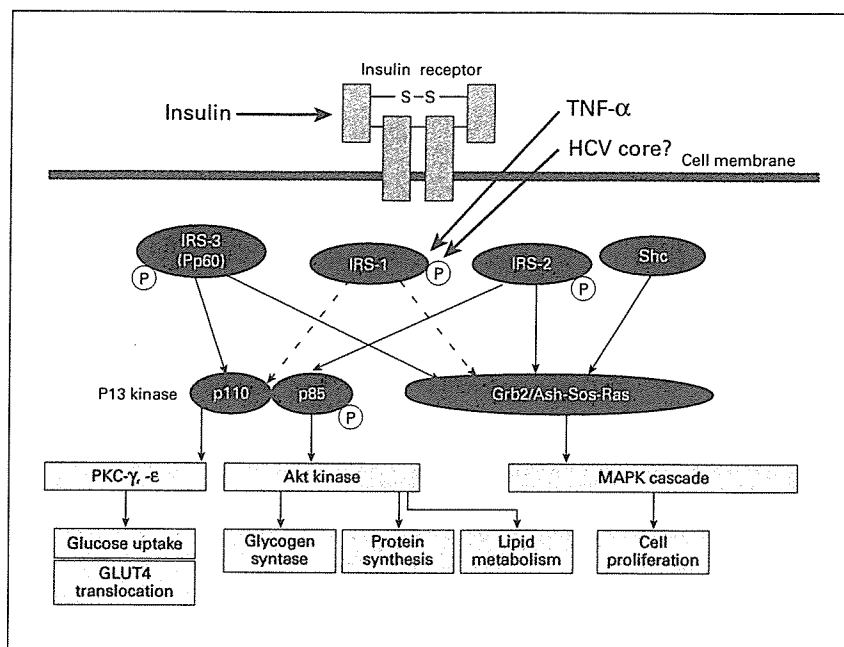 Insulin receptor
S–S
Insulin
TNF-α
HCV core?
Cell membrane
IRS-3
(Pp60)
P
IRS-1
P
IRS-2
P
Shc
P13 kinase
p110
p85
P
Grb2/Ash-Sos-Ras
PKC-γ, -ε
Akt kinase
MAPK cascade
Glucose uptake
GLUT4
translocation
Glycogen
syntase
Protein
synthesis
Lipid
metabolism
Cell
proliferation